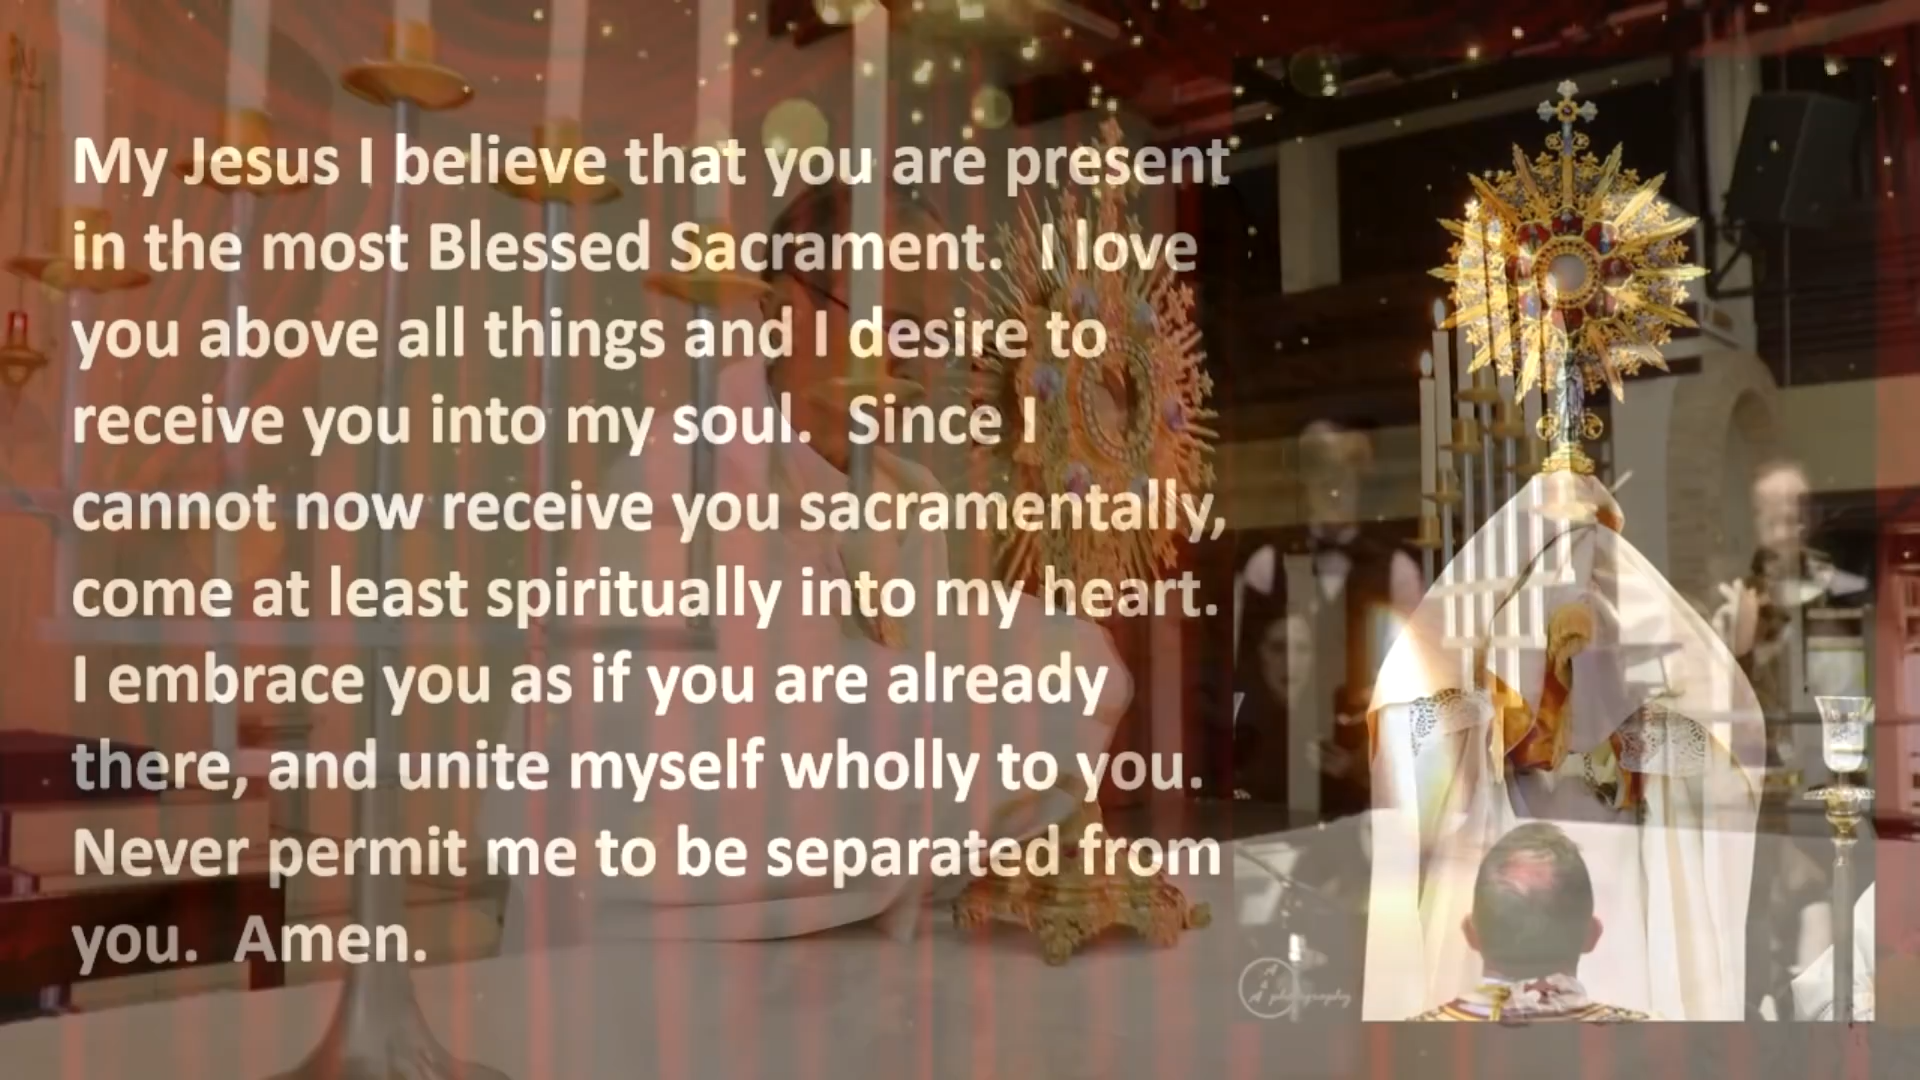 My Jesus I believe that you are present
in the most Blessed Sacrament.  I love
you above all things and I desire to
receive you into my soul.  Since I
cannot now receive you sacramentally,
come at least spiritually into my heart.
I embrace you as if you are already
there, and unite myself wholly to you.
Never permit me to be separated from
you.  Amen.